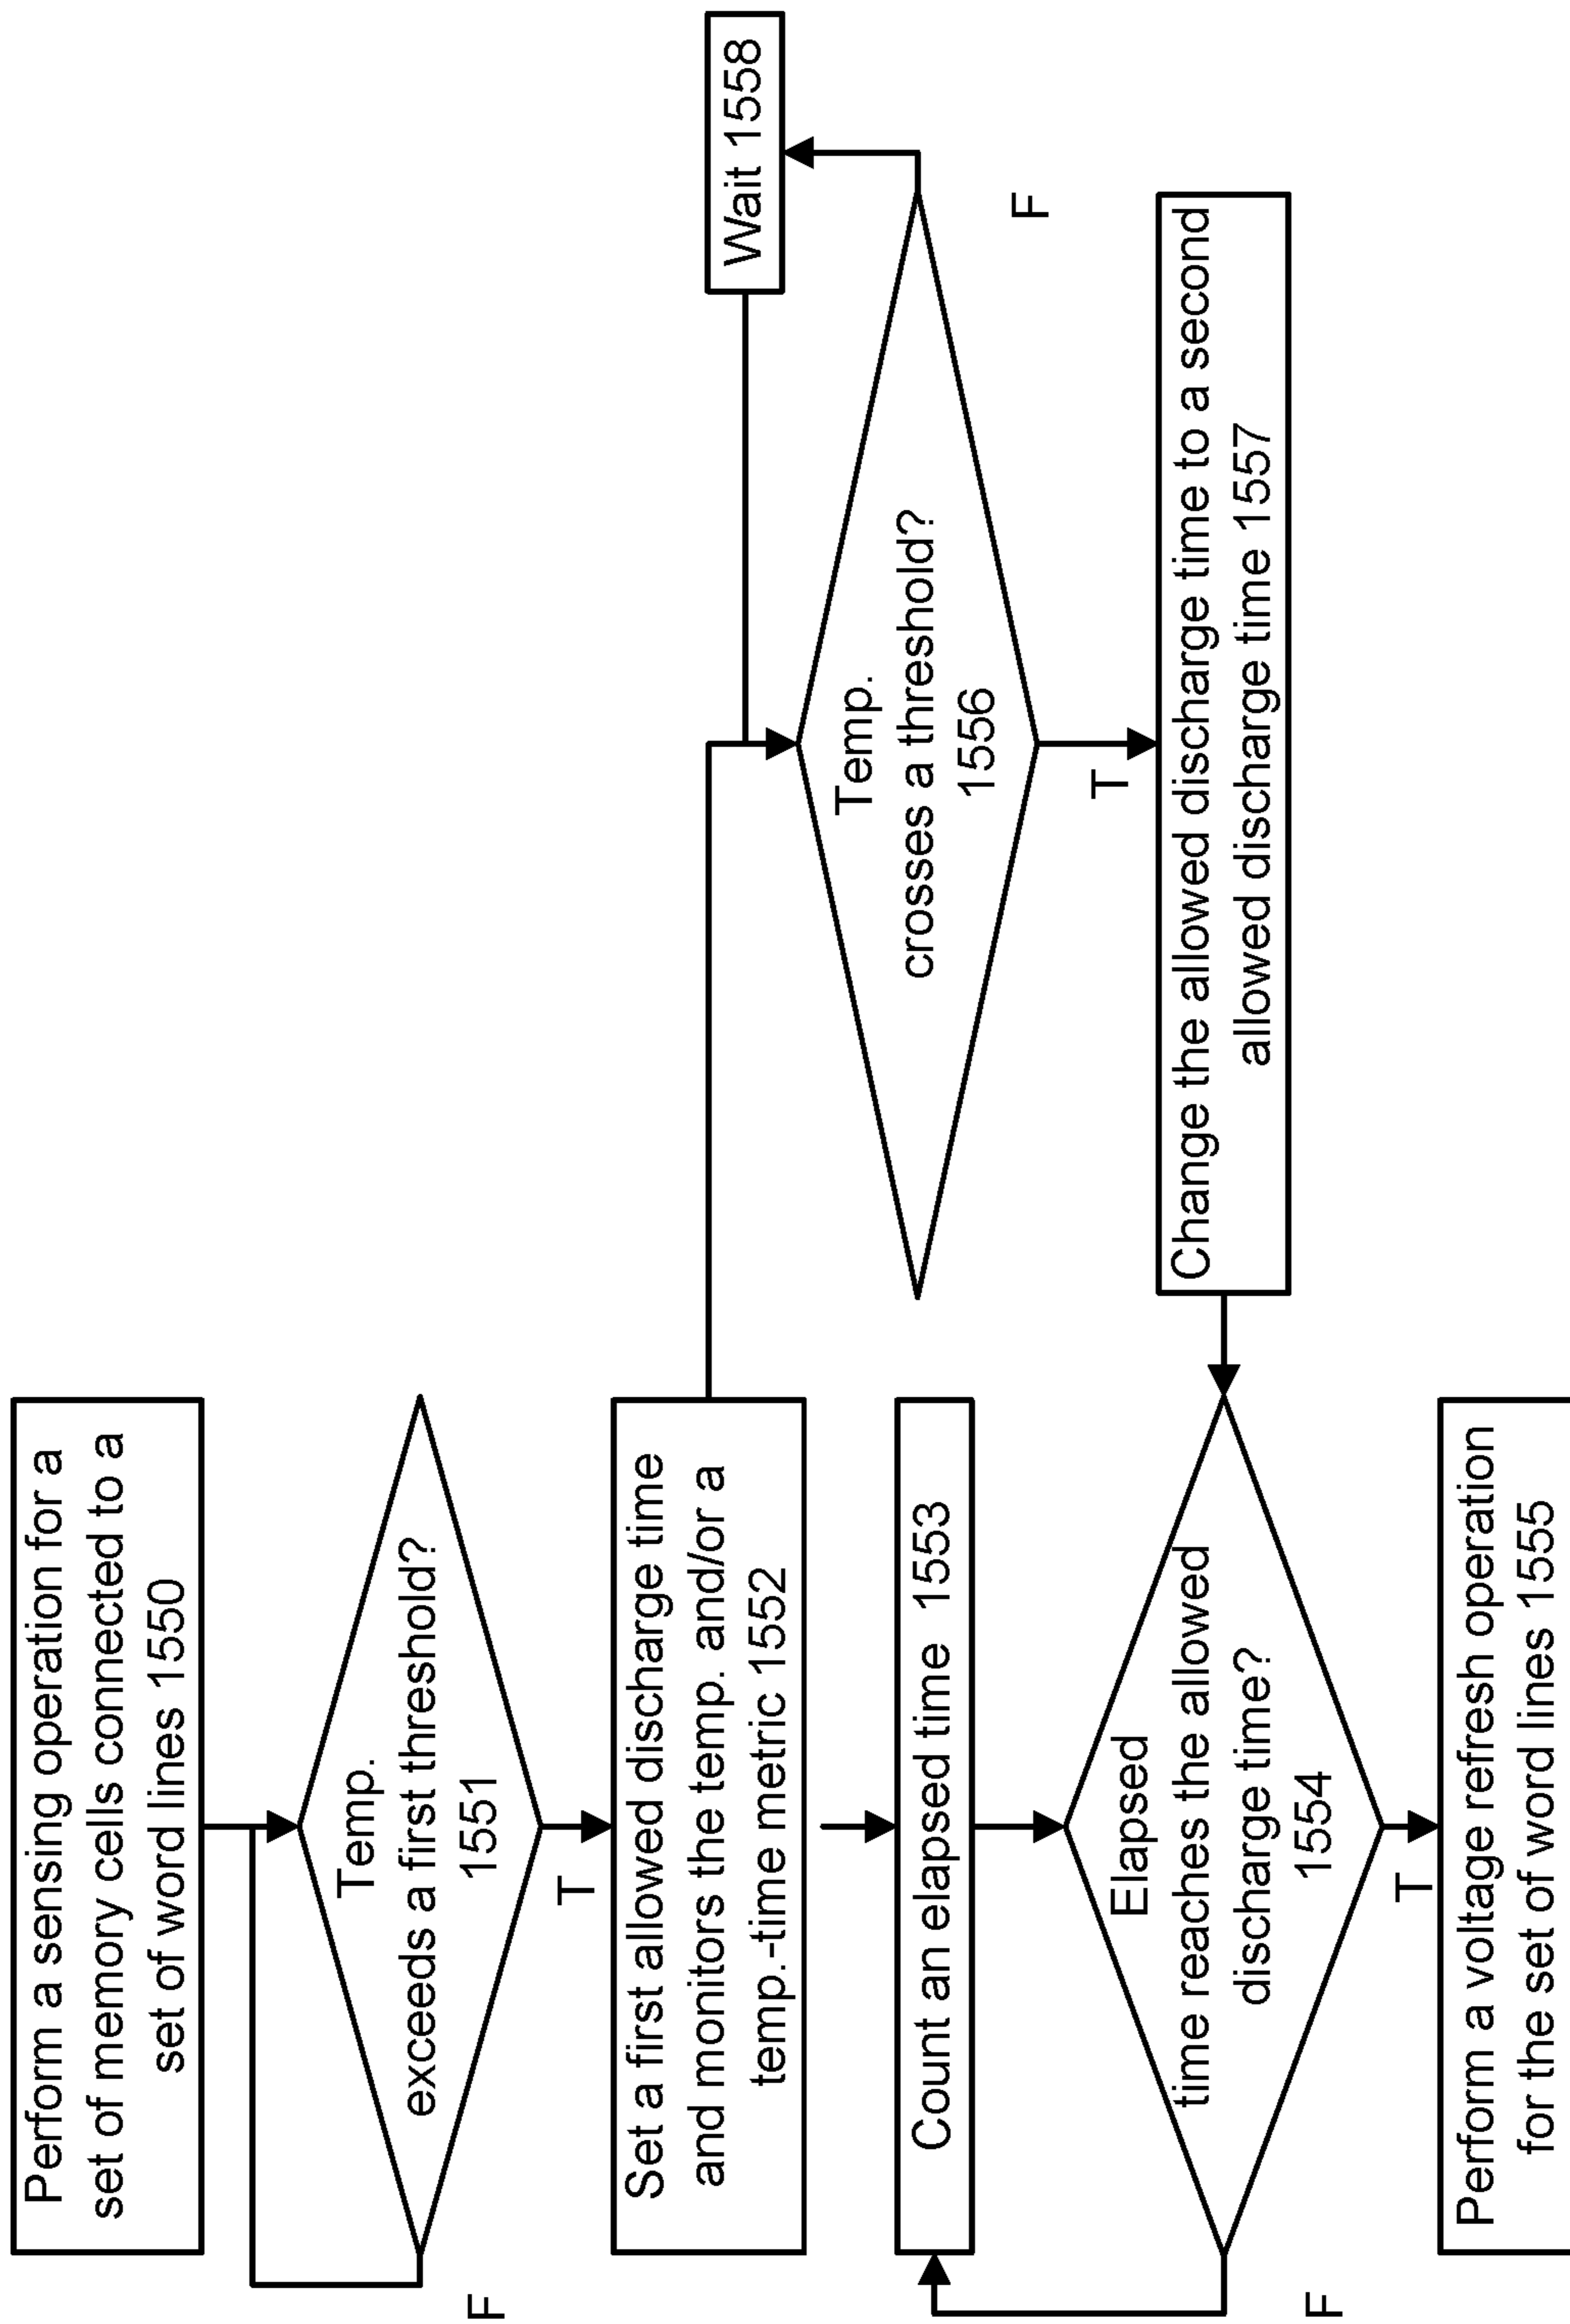 Perform a sensing operation for a
set of memory cells connected to a
set of word lines 1550
Temp.
exceeds a first threshold?
1551
F
T
Set a first allowed discharge time
and monitors the temp. and/or a
temp.-time metric 1552
Count an elapsed time 1553
Elapsed
time reaches the allowed
discharge time?
1554
F
T
Perform a voltage refresh operation
for the set of word lines 1555
Wait 1558
Temp.
crosses a threshold?
1556
F
T
Change the allowed discharge time to a second
allowed discharge time 1557